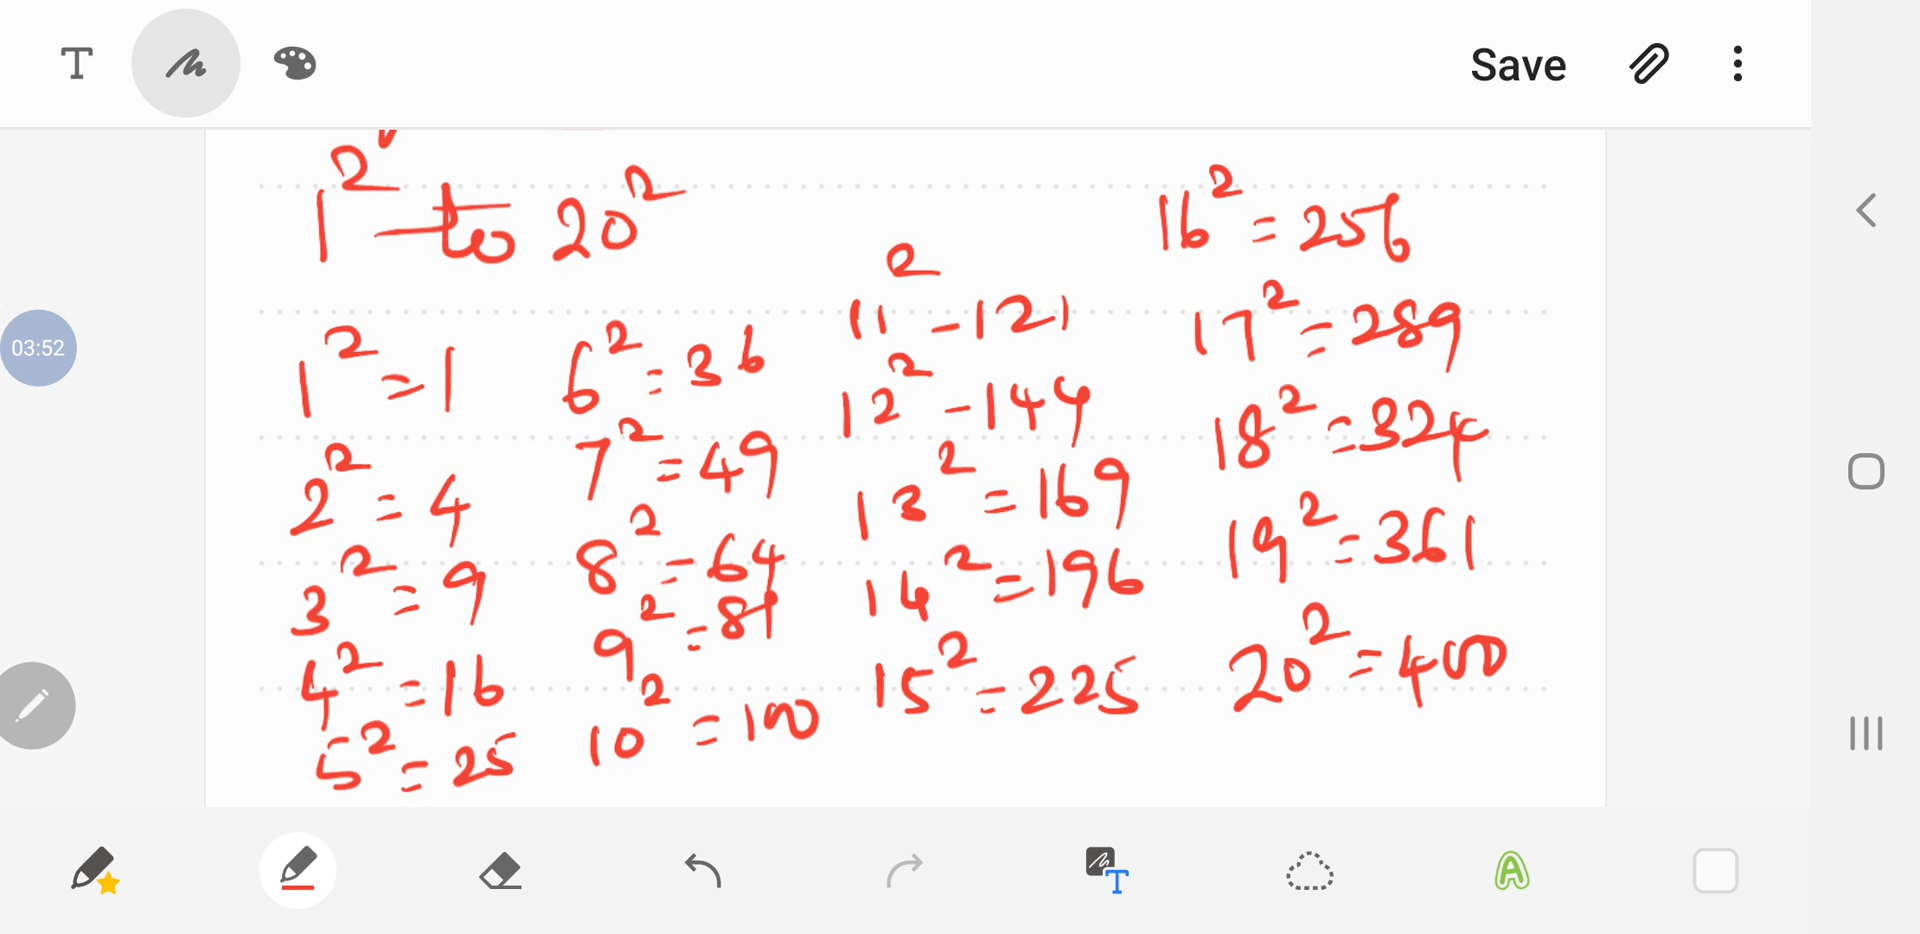 Save
03:52
1² to 20²
1² = 1
2² = 4
3² = 9
4² = 16
5² = 25
6² = 36
7² = 49
8² = 64
9² = 81
10² = 100
11² - 121
12² - 144
13² = 169
14² = 196
15² = 225
16² = 256
17² = 289
18² = 324
19² = 361
20² = 400